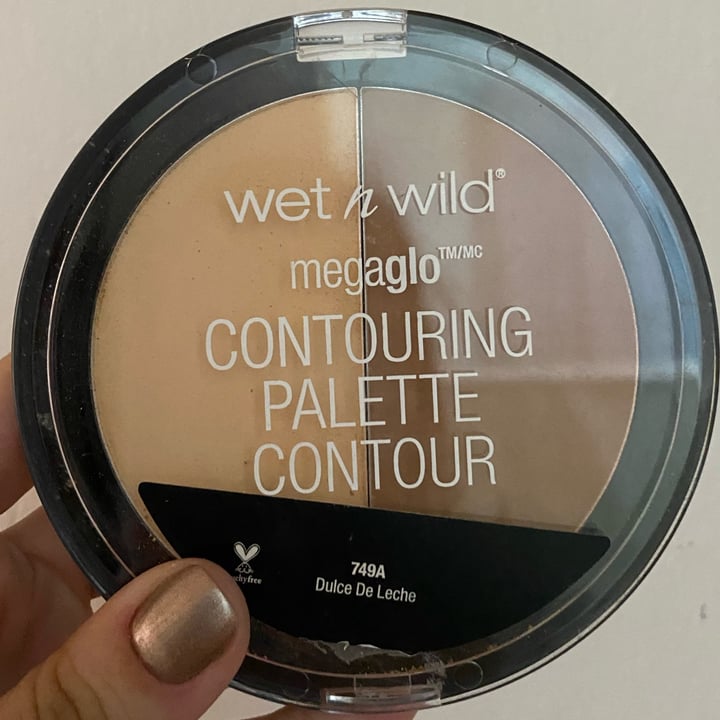 wet n wild®
megaglo™/MC
CONTOURING
PALETTE
CONTOUR
749A
Dulce De Leche